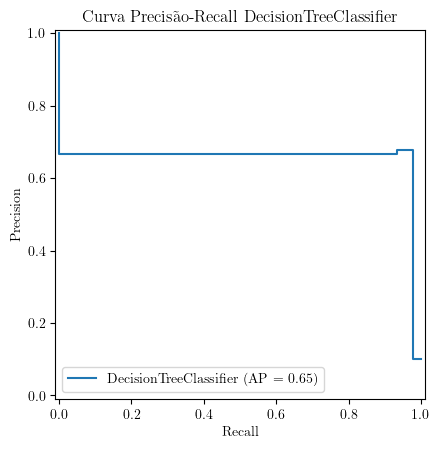 Curva Precisão-Recall DecisionTreeClassifier
1.0
0.8
0.6
0.4
0.2
0.0
Precision
DecisionTreeClassifier (AP = 0.65)
0.0 0.2 0.4 0.6 0.8 1.0
Recall